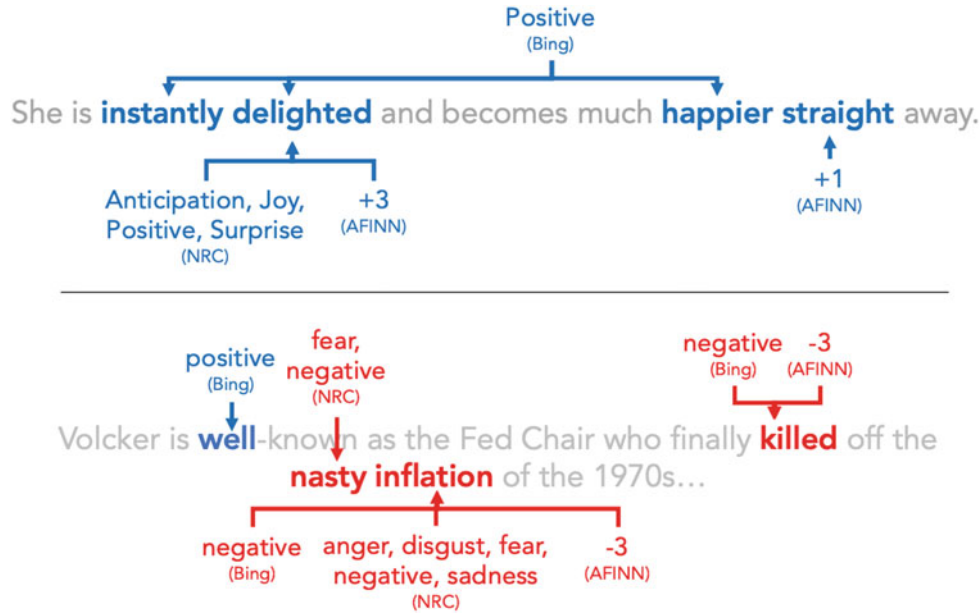 Positive
(Bing)
She is instantly delighted and becomes much happier straight away.
Anticipation, Joy,
Positive, Surprise
(NRC)
+3
(AFINN)
+1
(AFINN)
positive
(Bing)
fear,
negative
(NRC)
negative
(Bing)
-3
(AFINN)
Volcker is well-known as the Fed Chair who finally killed off the
nasty inflation of the 1970s...
negative
(Bing)
anger, disgust, fear,
negative, sadness
(NRC)
-3
(AFINN)